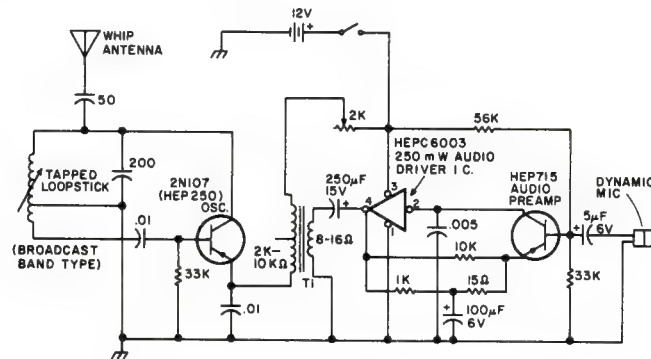 12V
+
WHIP
ANTENNA
50
TAPPED
LOOPSTICK
200
2N107
(HEP250)
OSC.
.01
(BROADCAST
BAND TYPE)
33K
.01
2K-
10KΩ
T1
8-16Ω
250µF
15V
+
2K
56K
HEPC6003
250 mW AUDIO
DRIVER I.C.
3
4
2
1
.005
HEP715
AUDIO
PREAMP
DYNAMIC
MIC
5µF
6V
+
10K
1K
15Ω
33K
+
100µF
6V